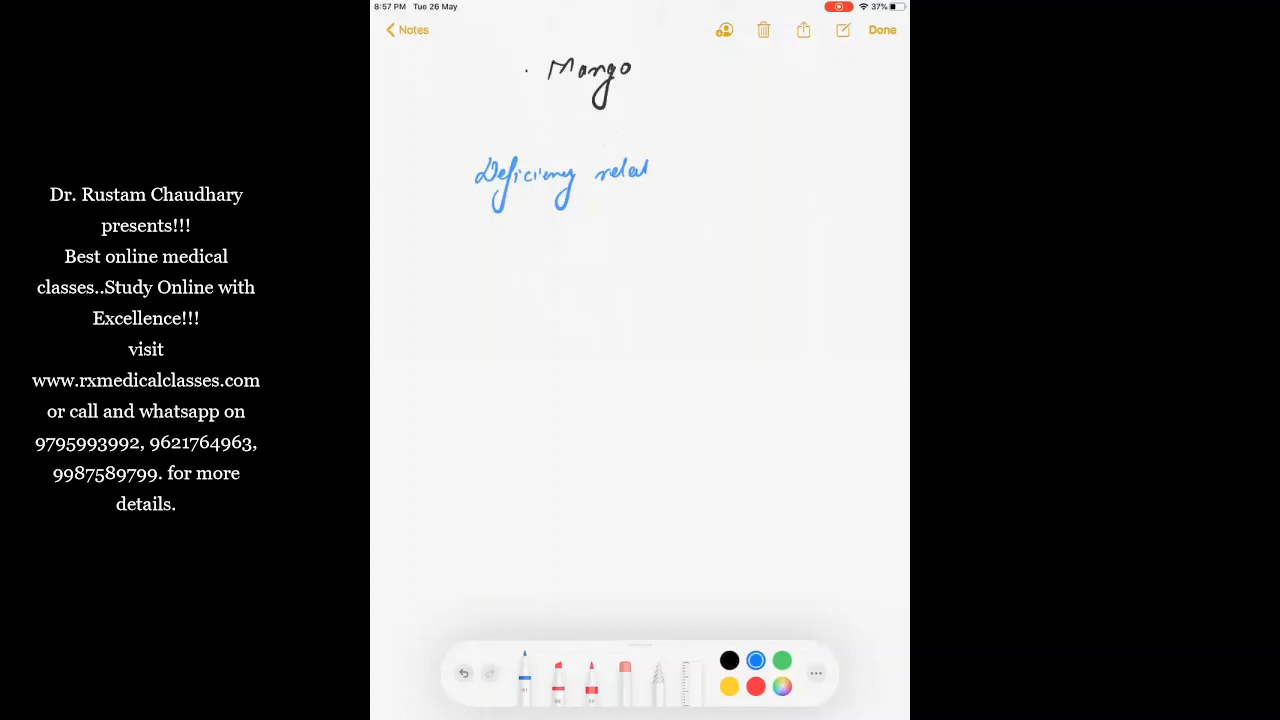 8:57 PM Tue 26 May 37%
Notes Done
· Mango
Deficiency relat
Dr. Rustam Chaudhary
presents!!!
Best online medical
classes..Study Online with
Excellence!!!
visit
www.rxmedicalclasses.com
or call and whatsapp on
9795993992, 9621764963,
9987589799. for more
details.